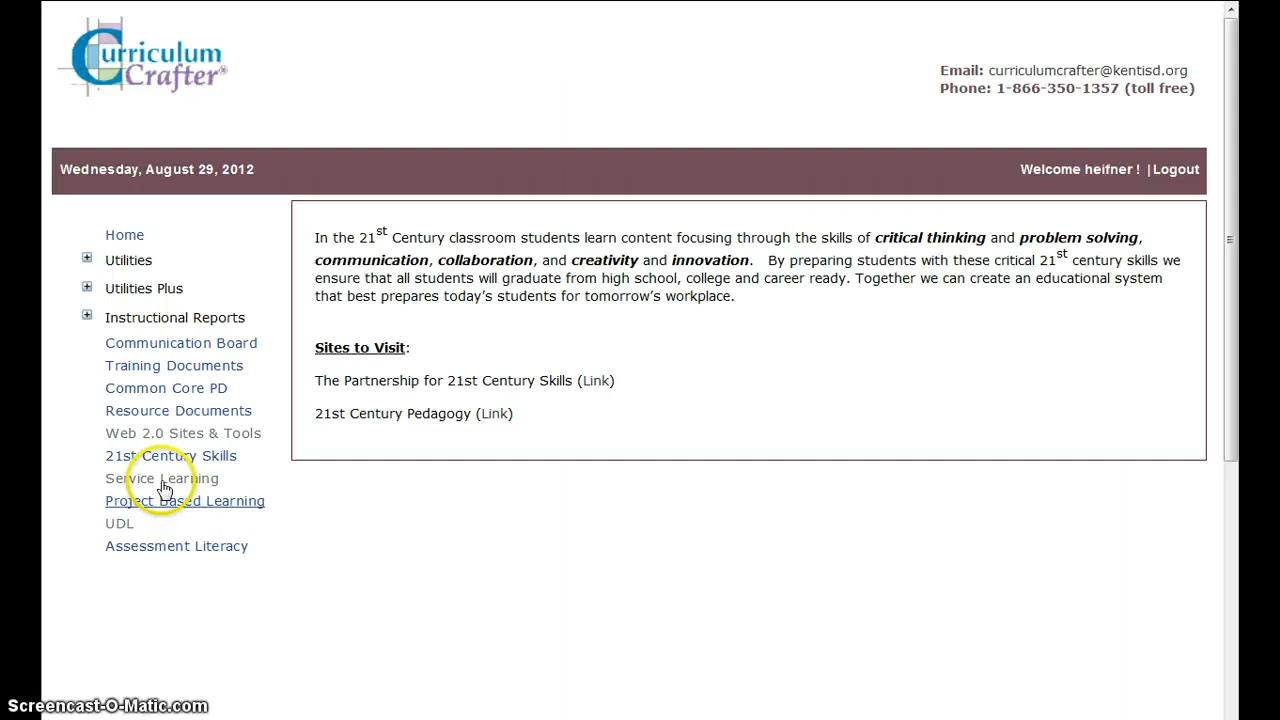 Curriculum
Crafter®
Email: curriculumcrafter@kentisd.org
Phone: 1-866-350-1357 (toll free)
Wednesday, August 29, 2012
Welcome heifner ! | Logout
Home
Utilities
Utilities Plus
Instructional Reports
Communication Board
Training Documents
Common Core PD
Resource Documents
Web 2.0 Sites & Tools
21st Century Skills
Service Learning
Project Based Learning
UDL
Assessment Literacy
In the 21st Century classroom students learn content focusing through the skills of critical thinking and problem solving,
communication, collaboration, and creativity and innovation. By preparing students with these critical 21st century skills we
ensure that all students will graduate from high school, college and career ready. Together we can create an educational system
that best prepares today’s students for tomorrow’s workplace.
Sites to Visit:
The Partnership for 21st Century Skills (Link)
21st Century Pedagogy (Link)
Screencast-O-Matic.com